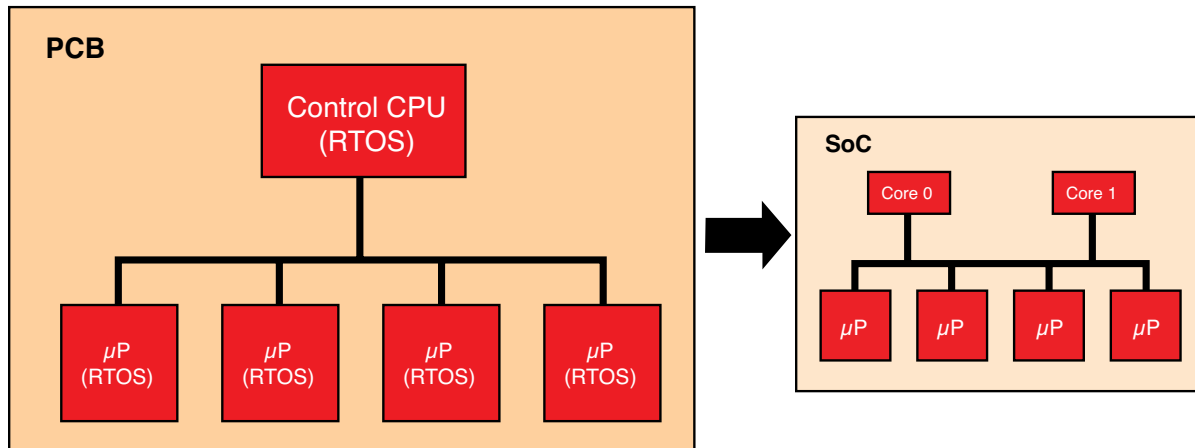 PCB
Control CPU
(RTOS)
µP
(RTOS)
µP
(RTOS)
µP
(RTOS)
µP
(RTOS)
SoC
Core 0
Core 1
µP
µP
µP
µP